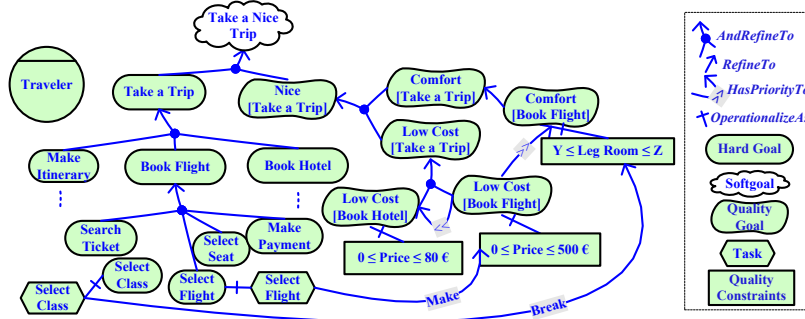 Take a Nice
Trip
Traveler
Take a Trip
Nice
[Take a Trip]
Comfort
[Take a Trip]
Comfort
[Book Flight]
Low Cost
[Take a Trip]
Y ≤ Leg Room ≤ Z
Make
Itinerary
Book Flight
Book Hotel
Low Cost
[Book Hotel]
Low Cost
[Book Flight]
<<
<<
Search
Ticket
Select
Seat
Make
Payment
0 ≤ Price ≤ 80 €
0 ≤ Price ≤ 500 €
Select
Class
Select
Class
Select
Flight
Select
Flight
Make
Break
AndRefineTo
RefineTo
HasPriorityTo
OperationalizeAs
Hard Goal
Softgoal
Quality
Goal
Task
Quality
Constraints